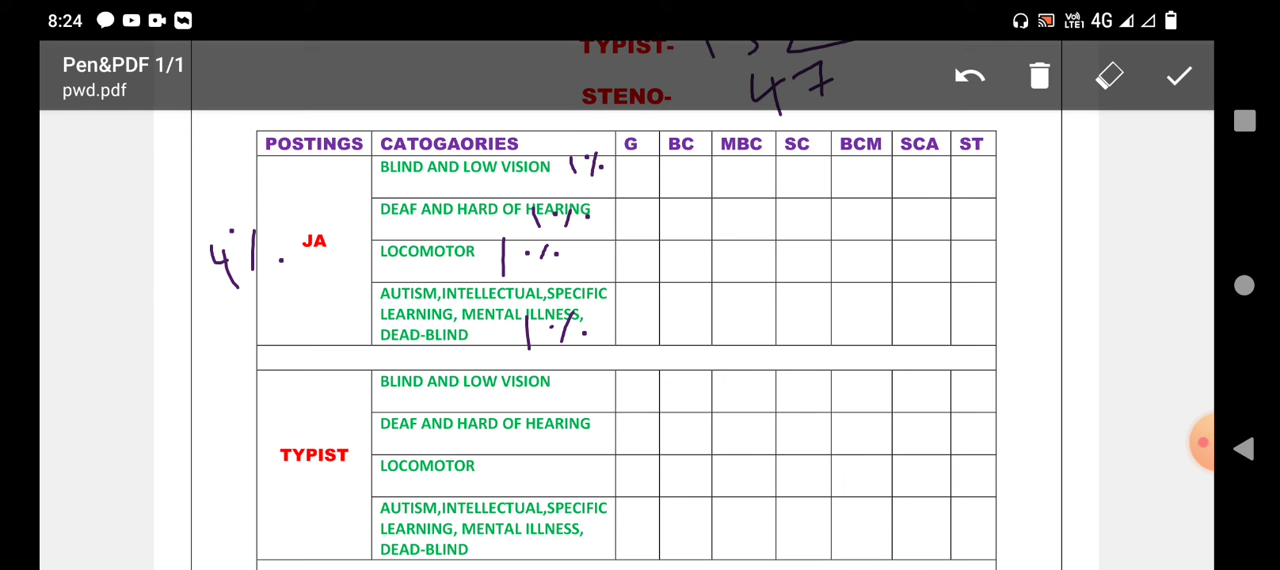 8:24
Vo)) LTE1 4G
Pen&PDF 1/1
pwd.pdf
TYPIST-
STENO- 47
POSTINGS CATOGAORIES G BC MBC SC BCM SCA ST
4% JA
BLIND AND LOW VISION 1%
DEAF AND HARD OF HEARING 1%
LOCOMOTOR 1%
AUTISM,INTELLECTUAL,SPECIFIC
LEARNING, MENTAL ILLNESS,
DEAD-BLIND 1%
TYPIST
BLIND AND LOW VISION
DEAF AND HARD OF HEARING
LOCOMOTOR
AUTISM,INTELLECTUAL,SPECIFIC
LEARNING, MENTAL ILLNESS,
DEAD-BLIND